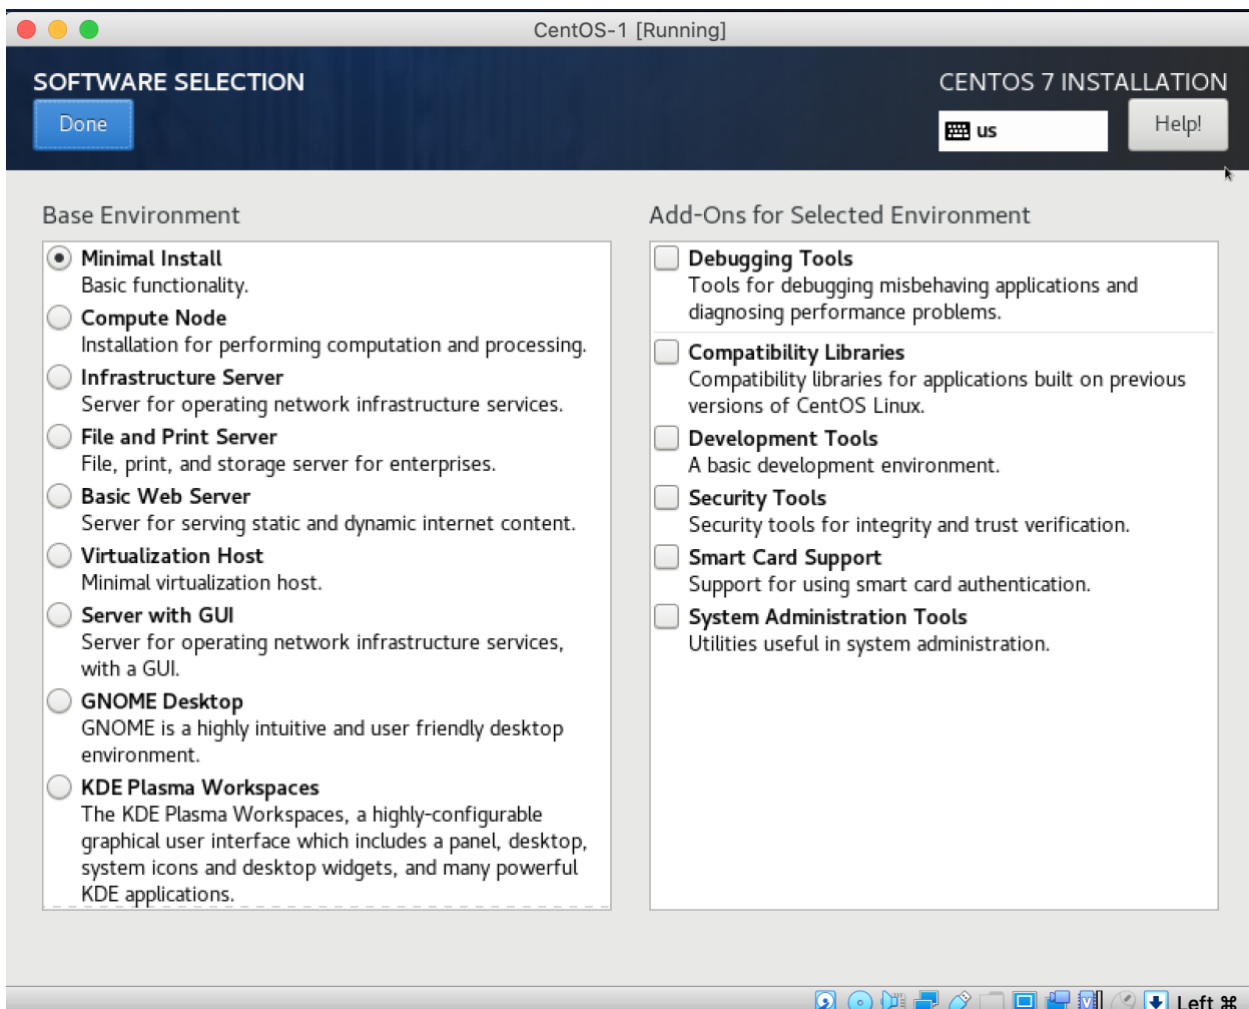 CentOS-1 [Running]
SOFTWARE SELECTION
Done
CENTOS 7 INSTALLATION
us
Help!
Base Environment
Minimal Install
Basic functionality.
Compute Node
Installation for performing computation and processing.
Infrastructure Server
Server for operating network infrastructure services.
File and Print Server
File, print, and storage server for enterprises.
Basic Web Server
Server for serving static and dynamic internet content.
Virtualization Host
Minimal virtualization host.
Server with GUI
Server for operating network infrastructure services,
with a GUI.
GNOME Desktop
GNOME is a highly intuitive and user friendly desktop
environment.
KDE Plasma Workspaces
The KDE Plasma Workspaces, a highly-configurable
graphical user interface which includes a panel, desktop,
system icons and desktop widgets, and many powerful
KDE applications.
Add-Ons for Selected Environment
Debugging Tools
Tools for debugging misbehaving applications and
diagnosing performance problems.
Compatibility Libraries
Compatibility libraries for applications built on previous
versions of CentOS Linux.
Development Tools
A basic development environment.
Security Tools
Security tools for integrity and trust verification.
Smart Card Support
Support for using smart card authentication.
System Administration Tools
Utilities useful in system administration.
Left ⌘